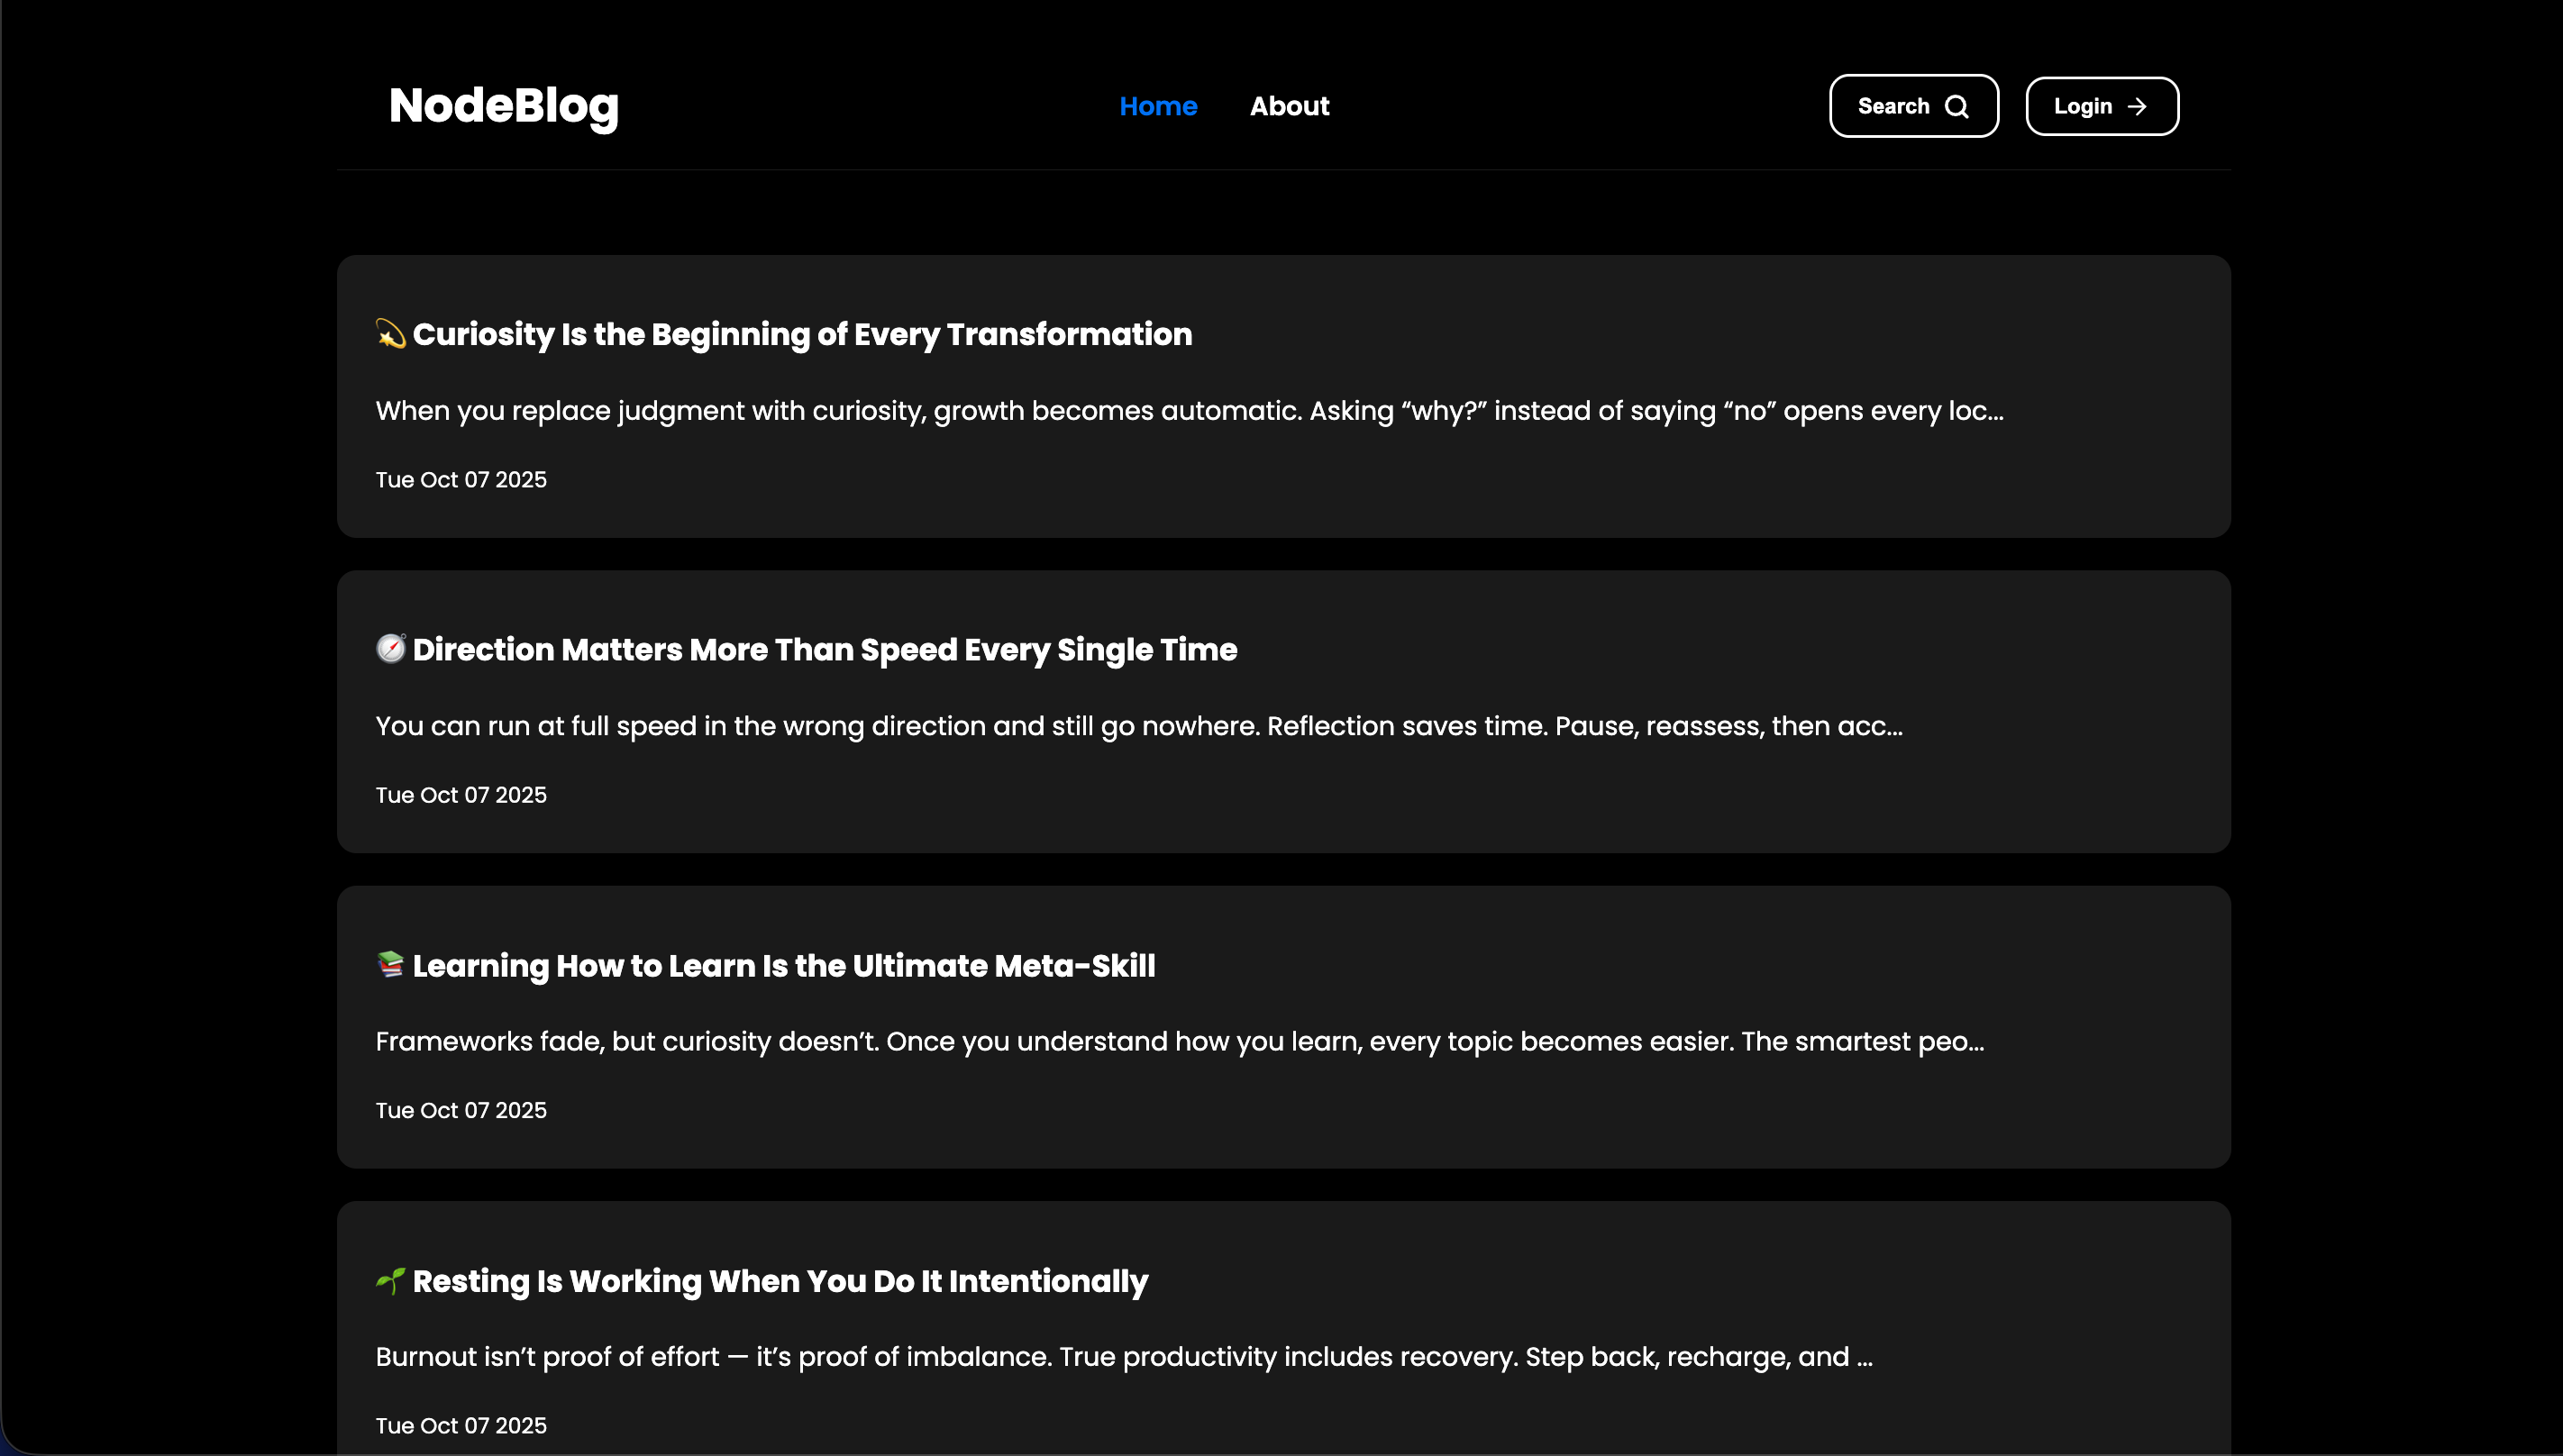 NodeBlog
Home
About
Search
Login
💫 Curiosity Is the Beginning of Every Transformation
When you replace judgment with curiosity, growth becomes automatic. Asking “why?” instead of saying “no” opens every loc...
Tue Oct 07 2025
🧭 Direction Matters More Than Speed Every Single Time
You can run at full speed in the wrong direction and still go nowhere. Reflection saves time. Pause, reassess, then acc...
Tue Oct 07 2025
📚 Learning How to Learn Is the Ultimate Meta-Skill
Frameworks fade, but curiosity doesn’t. Once you understand how you learn, every topic becomes easier. The smartest peo...
Tue Oct 07 2025
🌱 Resting Is Working When You Do It Intentionally
Burnout isn’t proof of effort — it’s proof of imbalance. True productivity includes recovery. Step back, recharge, and ...
Tue Oct 07 2025